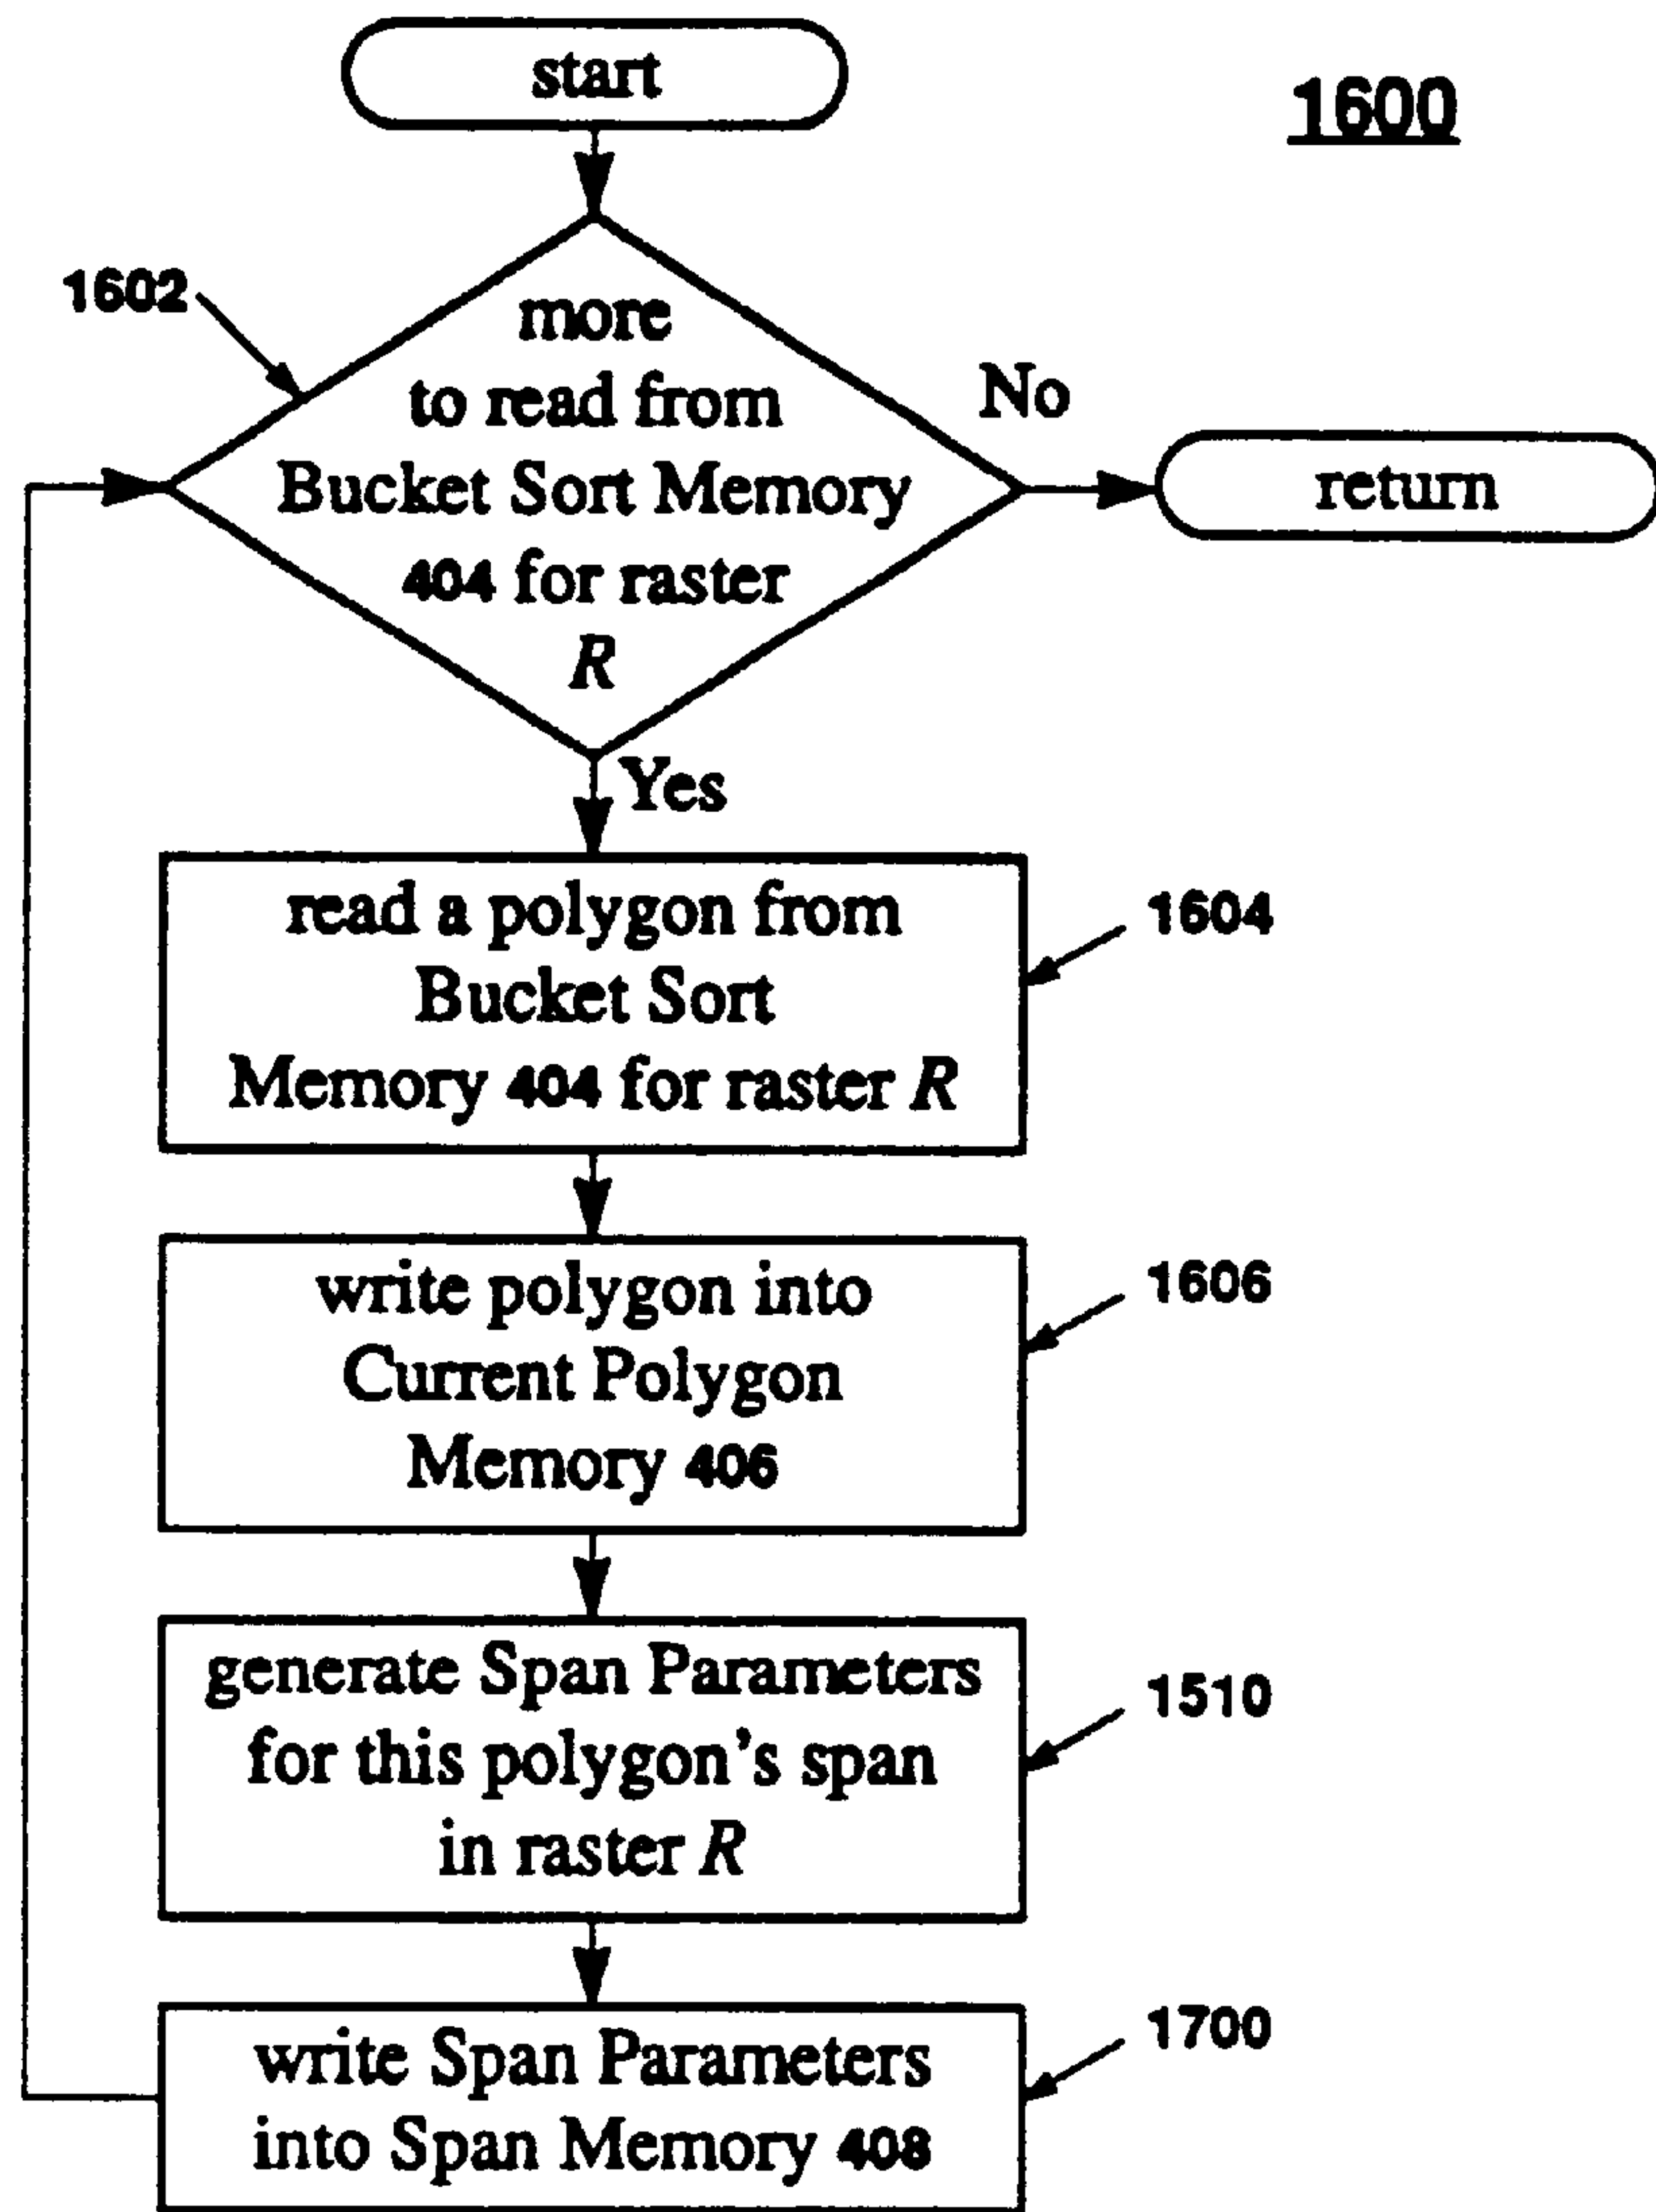 start
1600
1602
more
to read from
Bucket Sort Memory
404 for raster
R
No
return
Yes
read a polygon from
Bucket Sort
Memory 404 for raster R
1604
write polygon into
Current Polygon
Memory 406
1606
generate Span Parameters
for this polygon's span
in raster R
1510
write Span Parameters
into Span Memory 408
1700